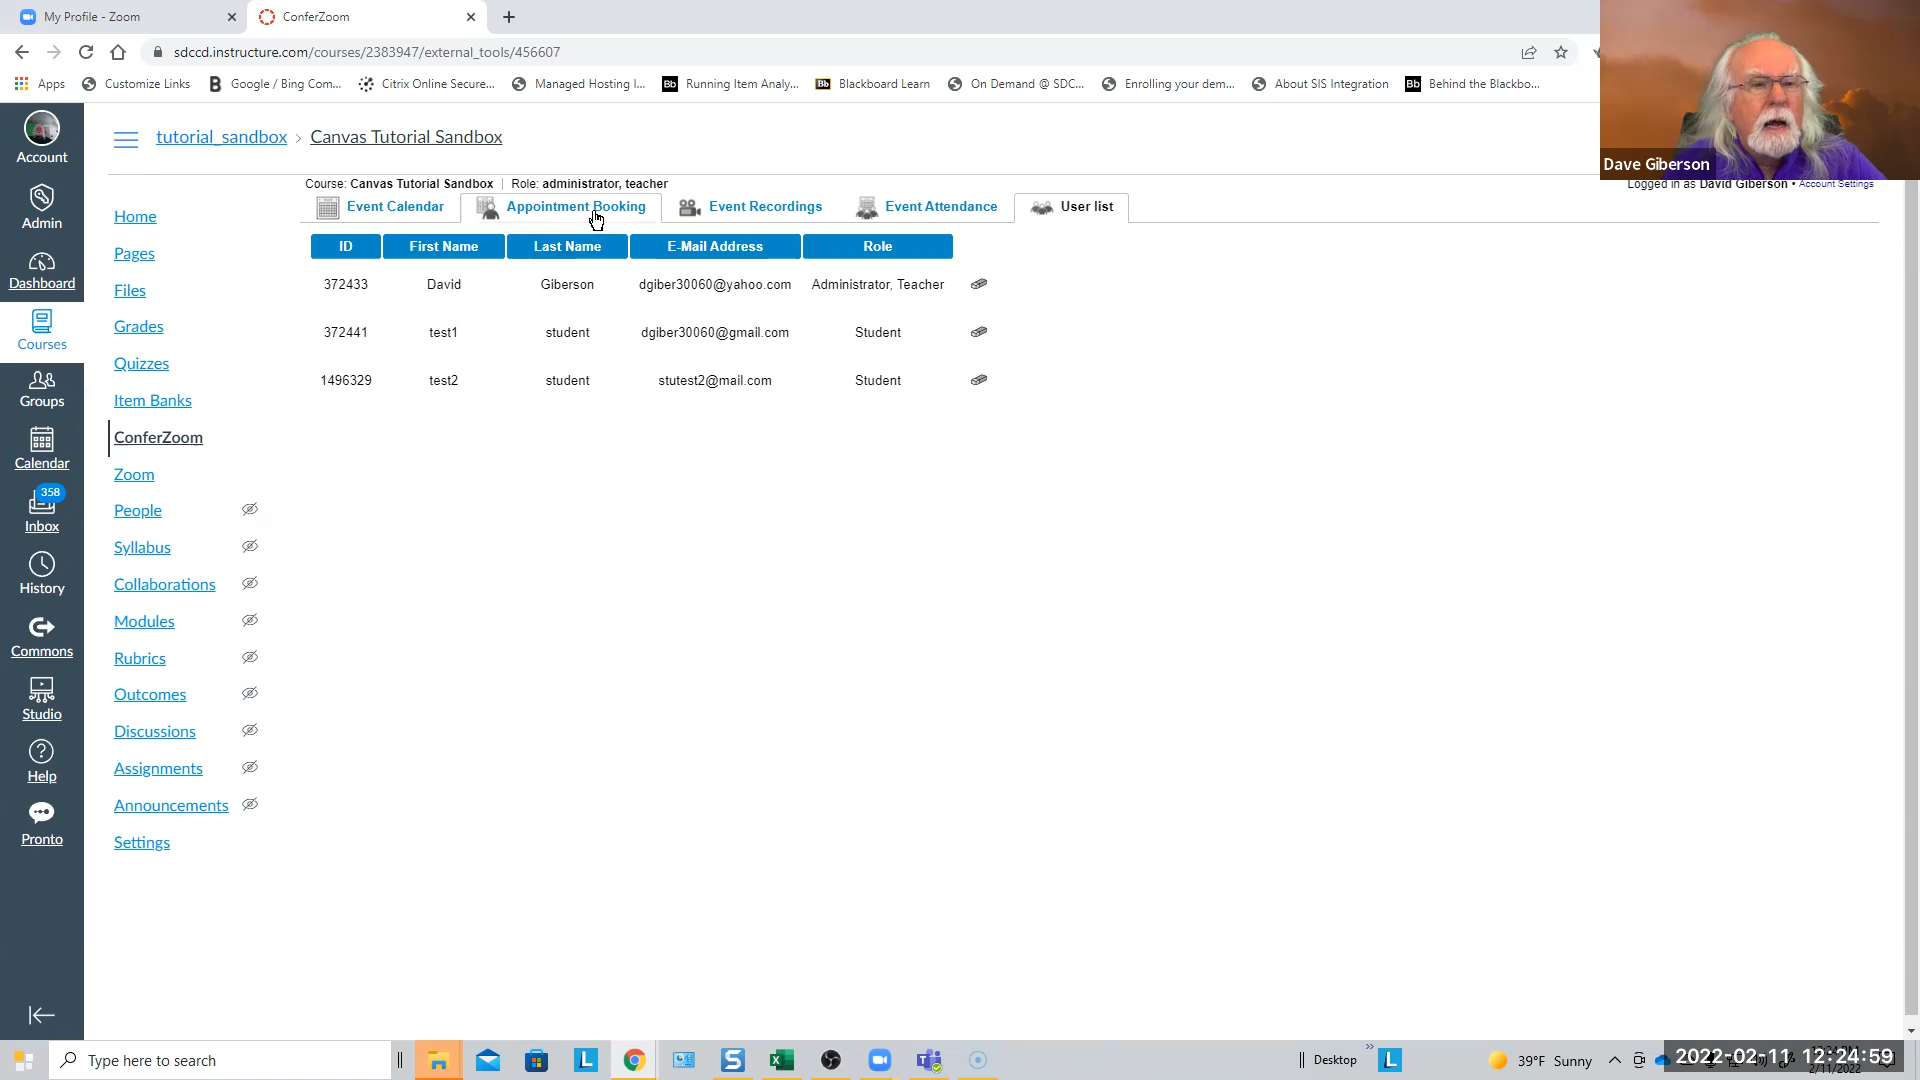 My Profile - Zoom
ConferZoom
sdccd.instructure.com/courses/2383947/external_tools/456607
Apps
Customize Links
Google / Bing Com...
Citrix Online Secure...
Managed Hosting I...
Running Item Analy...
Blackboard Learn
On Demand @ SDC...
Enrolling your dem...
About SIS Integration
Behind the Blackbo...
Dave Giberson
tutorial_sandbox › Canvas Tutorial Sandbox
Course: Canvas Tutorial Sandbox | Role: administrator, teacher
Logged in as David Giberson • Account Settings
Event Calendar
Appointment Booking
Event Recordings
Event Attendance
User list
ID First Name Last Name E-Mail Address Role
372433 David Giberson dgiber30060@yahoo.com Administrator, Teacher
372441 test1 student dgiber30060@gmail.com Student
1496329 test2 student stutest2@mail.com Student
Account
Admin
Dashboard
Courses
Groups
Calendar
358
Inbox
History
Commons
Studio
Help
Pronto
Home
Pages
Files
Grades
Quizzes
Item Banks
ConferZoom
Zoom
People
Syllabus
Collaborations
Modules
Rubrics
Outcomes
Discussions
Assignments
Announcements
Settings
Type here to search
Desktop
39°F Sunny
2022-02-11 12:24:59
2/11/2022